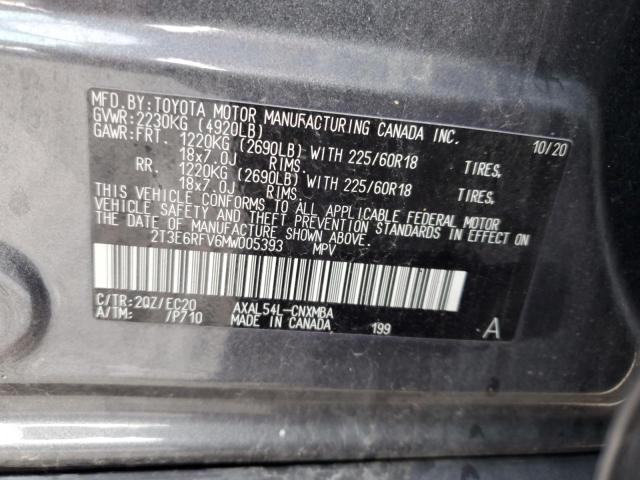 MFD.BY:TOYOTA MOTOR MANUFACTURING CANADA INC.
GVWR:2230KG (4920LB) 10/20
GAWR:FRT. 1220KG (2690LB) WITH 225/60R18 TIRES,
18x7.0J RIMS.
RR. 1220KG (2690LB) WITH 225/60R18 TIRES,
18x7.0J RIMS.
THIS VEHICLE CONFORMS TO ALL APPLICABLE FEDERAL MOTOR
VEHICLE SAFETY AND THEFT PREVENTION STANDARDS
IN EFFECT ON THE DATE OF MANUFACTURE SHOWN ABOVE.
2T3E6RFV6MW005393 MPV
C/TR:2QZ/EC20 AXAL54L-CNXMBA
A/TM: /P710 MADE IN CANADA 199 A